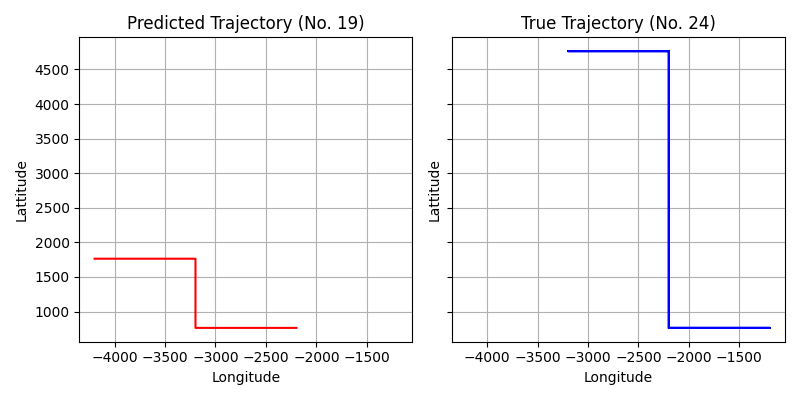 Predicted Trajectory (No. 19)
True Trajectory (No. 24)
Lattitude
4500
4000
3500
3000
2500
2000
1500
1000
−4000 −3500 −3000 −2500 −2000 −1500
Longitude
Lattitude
−4000 −3500 −3000 −2500 −2000 −1500
Longitude